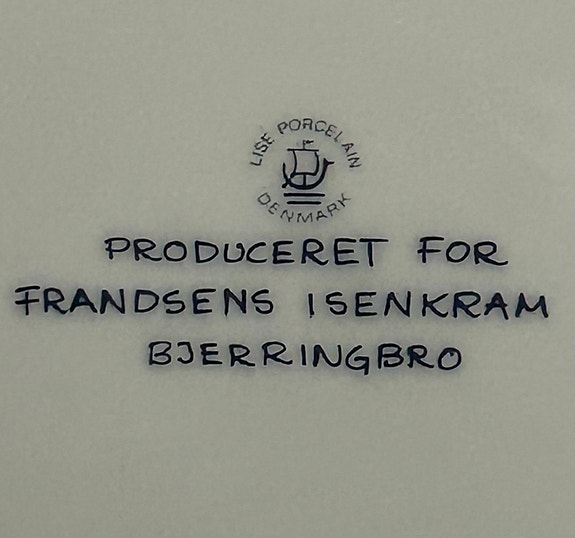 LISE PORCELAIN
DENMARK
PRODUCERET FOR
FRANDSENS ISENKRAM
BJERRINGBRO